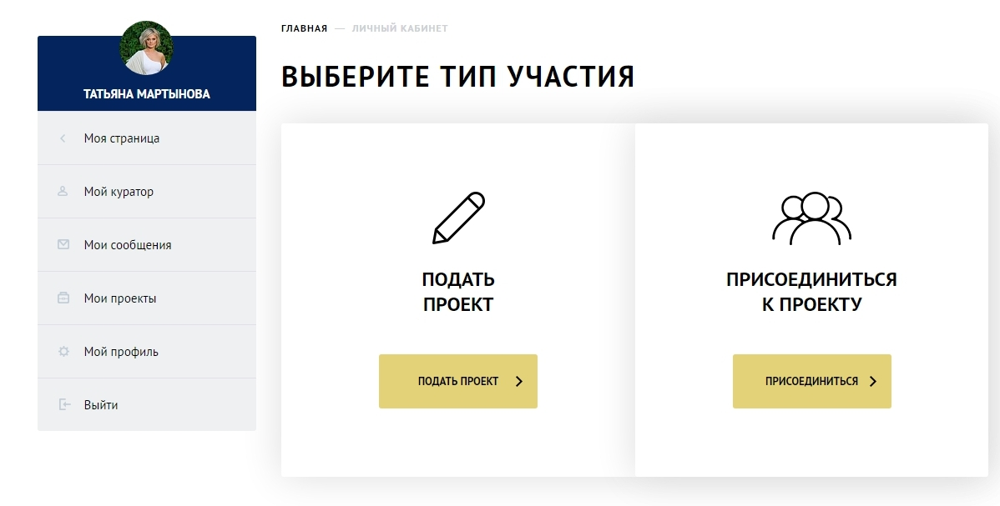 ТАТЬЯНА МАРТЫНОВА
Моя страница
Мой куратор
Мои сообщения
Мои проекты
Мой профиль
Выйти
ГЛАВНАЯ — ЛИЧНЫЙ КАБИНЕТ
ВЫБЕРИТЕ ТИП УЧАСТИЯ
ПОДАТЬ
ПРОЕКТ
ПОДАТЬ ПРОЕКТ
ПРИСОЕДИНИТЬСЯ
К ПРОЕКТУ
ПРИСОЕДИНИТЬСЯ